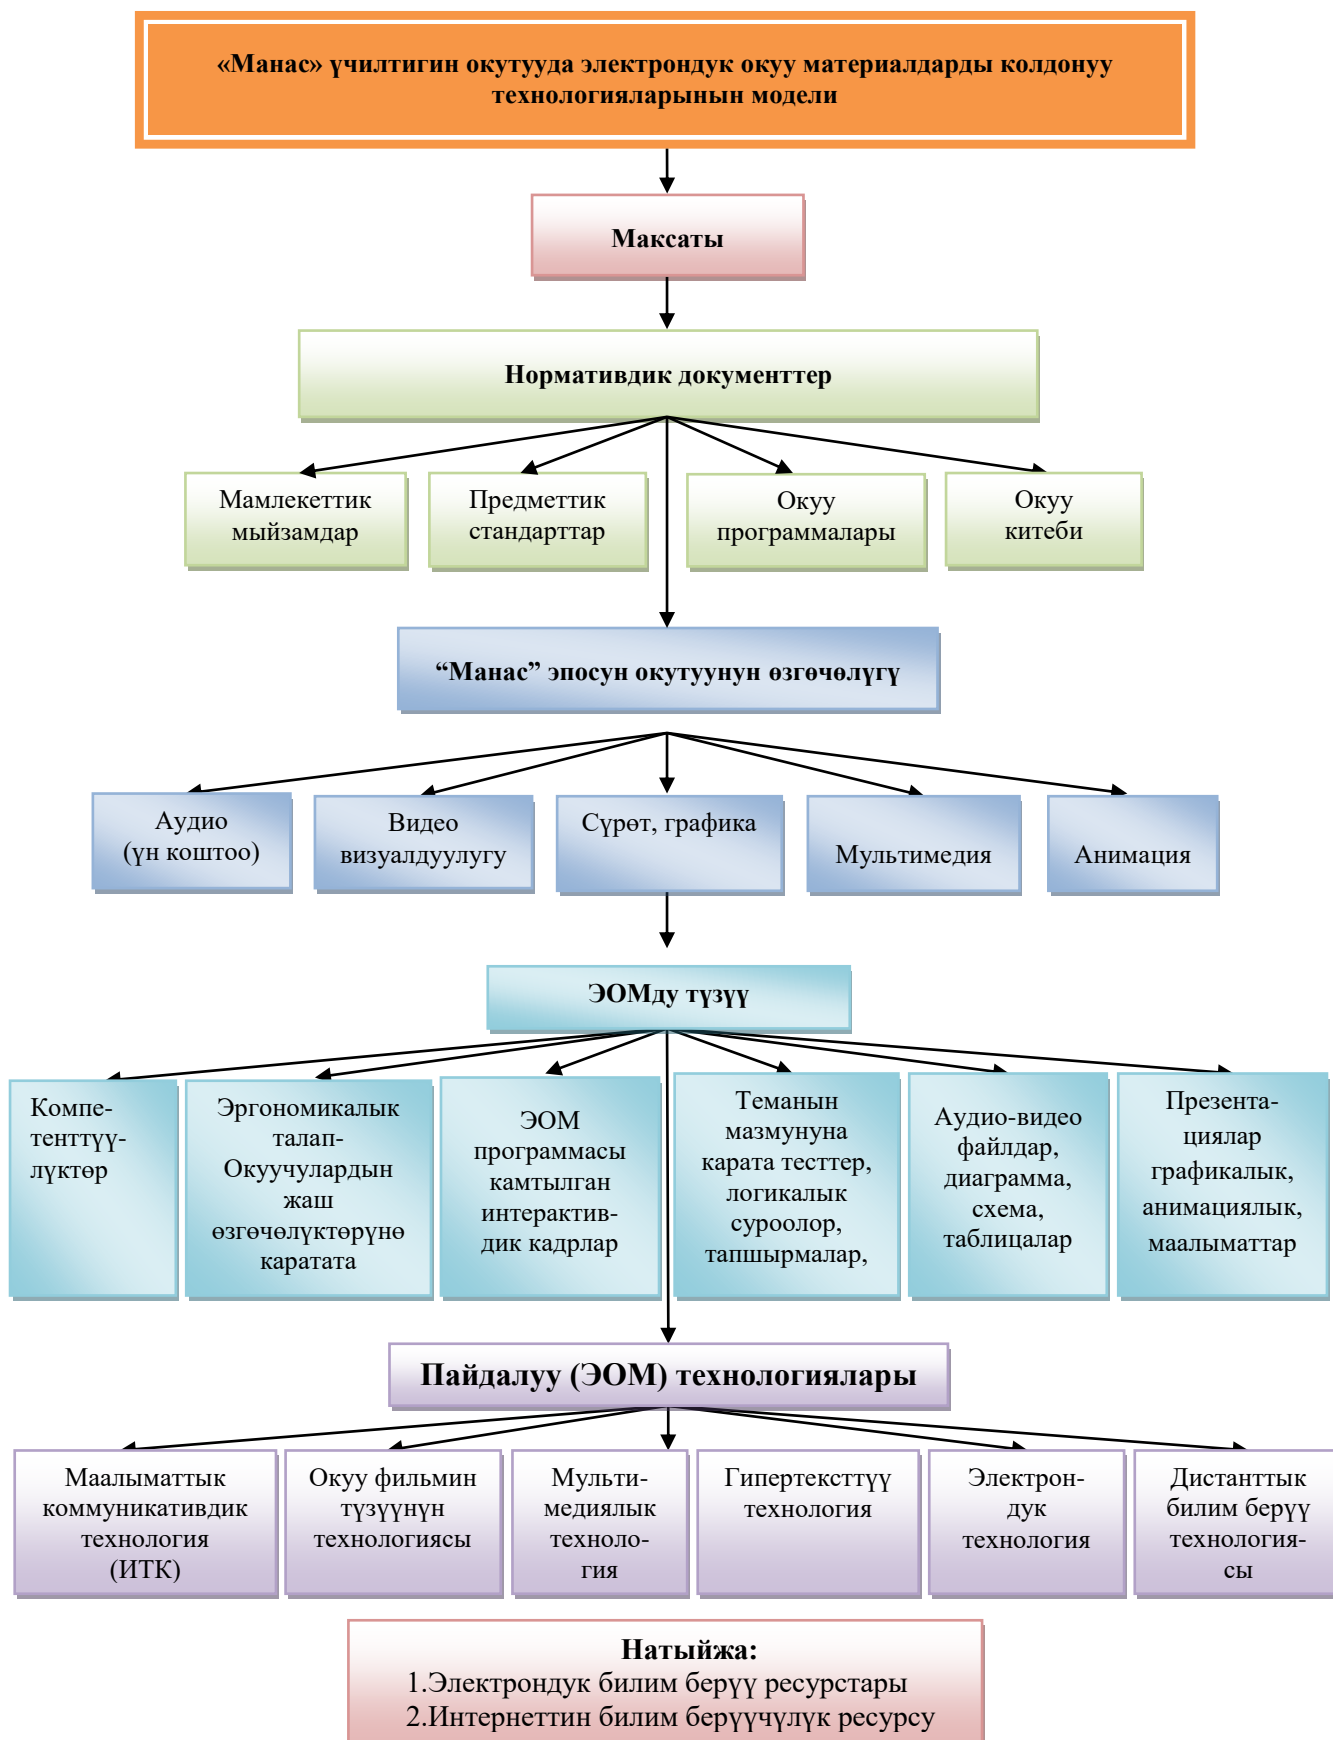 «Манас» үчилтигин окутууда электрондук окуу материалдарды колдонуу
технологияларынын модели
Максаты
Нормативдик документтер
Мамлекеттик
мыйзамдар
Предметтик
стандарттар
Окуу
программалары
Окуу
китеби
“Манас” эпосун окутуунун өзгөчөлүгү
Аудио
(үн коштоо)
Видео
визуалдуулугу
Сүрөт, графика
Мультимедия
Анимация
ЭОМду түзүү
Компе-
тенттүү-
лүктөр
Эргономикалык
талап-
Окуучулардын
жаш
өзгөчөлүктөрүнө
каратата
ЭОМ
программасы
камтылган
интерактив-
дик кадрлар
Теманын
мазмунуна
карата тесттер,
логикалык
суроолор,
тапшырмалар,
Аудио-видео
файлдар,
диаграмма,
схема,
таблицалар
Презента-
циялар
графикалык,
анимациялык,
маалыматтар
Пайдалуу (ЭОМ) технологиялары
Маалыматтык
коммуникативдик
технология
(ИТК)
Окуу фильмин
түзүүнүн
технологиясы
Мульти-
медиялык
техноло-
гия
Гипертексттүү
технология
Электрон-
дук
технология
Дистанттык
билим берүү
технология-
сы
Натыйжа:
1.Электрондук билим берүү ресурстары
2.Интернеттин билим берүүчүлүк ресурсу